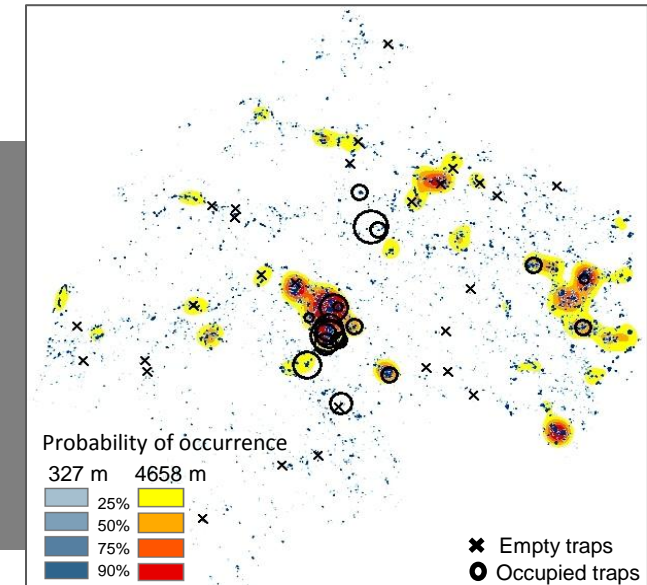 Probability of occurrence
327 m 4658 m
25%
50%
75%
90%
Empty traps
Occupied traps